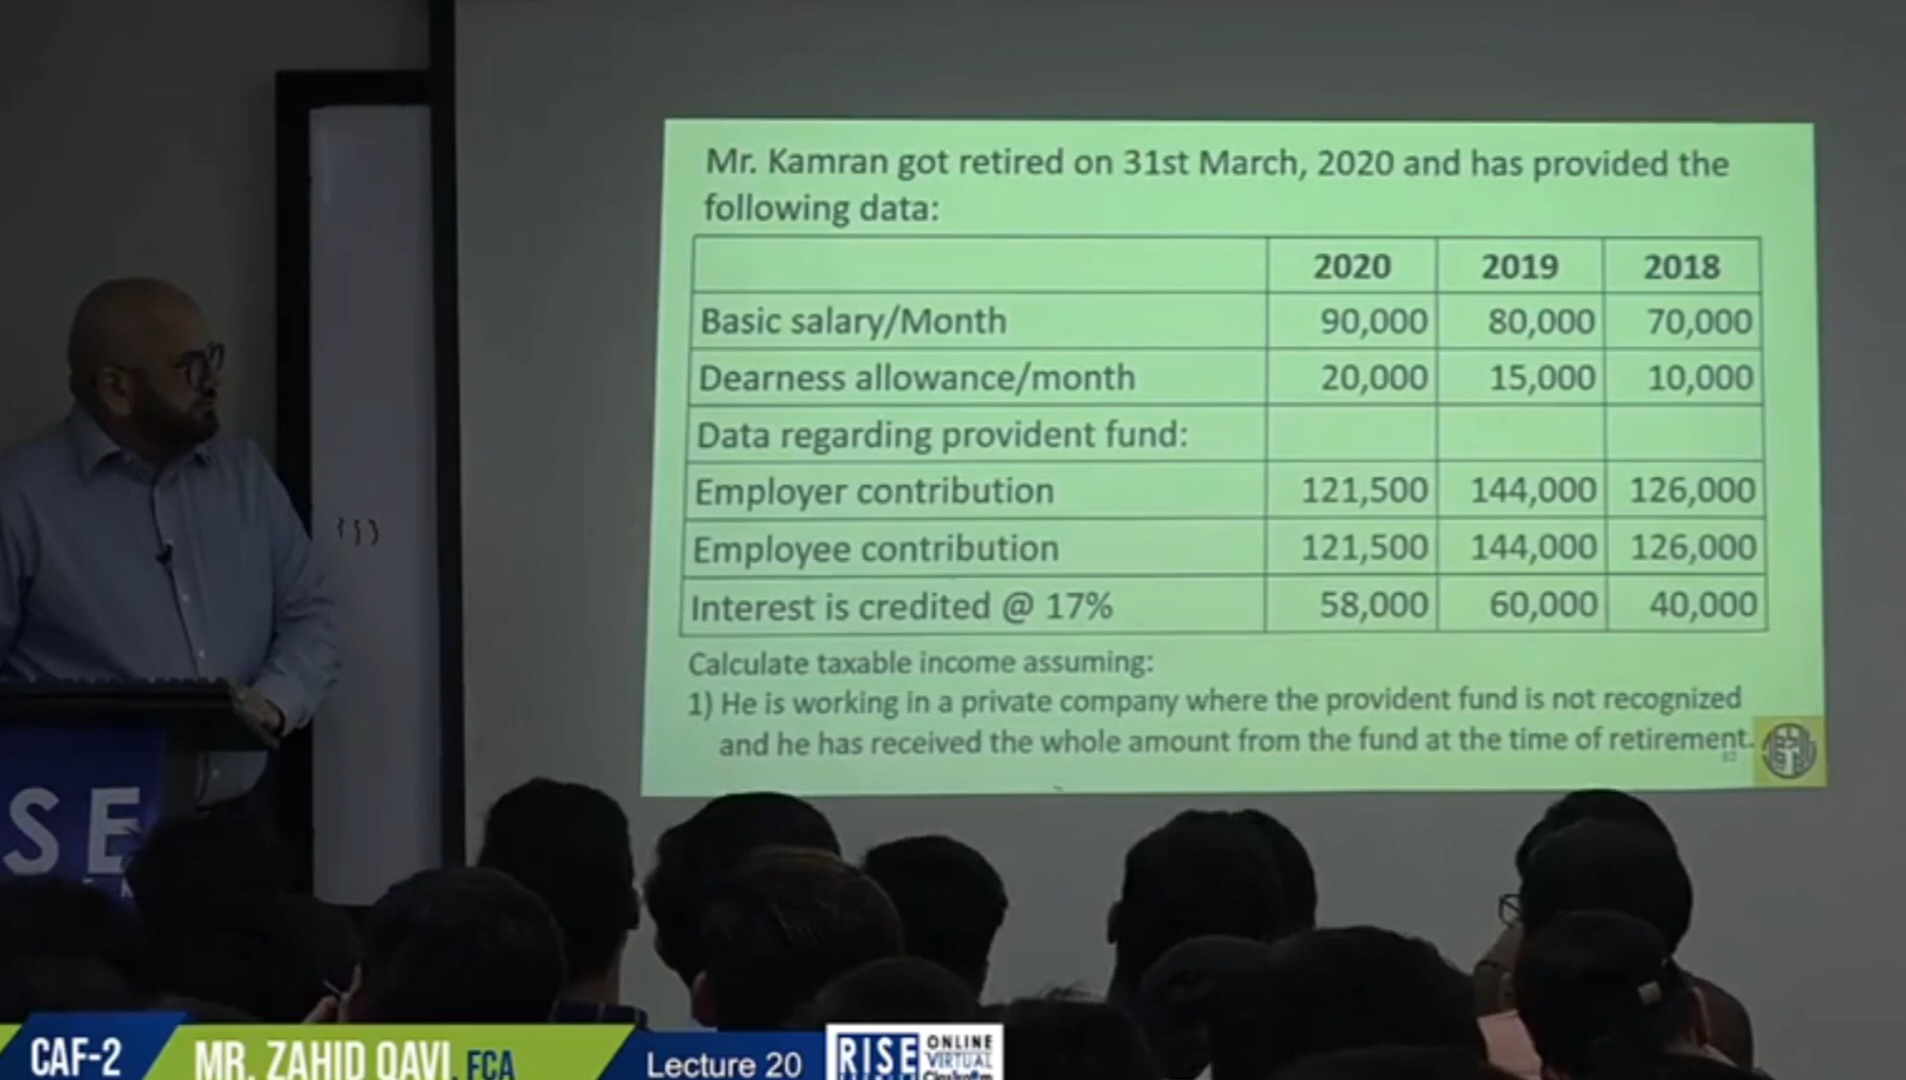 Mr. Kamran got retired on 31st March, 2020 and has provided the
following data:
2020 2019 2018
Basic salary/Month 90,000 80,000 70,000
Dearness allowance/month 20,000 15,000 10,000
Data regarding provident fund:
Employer contribution 121,500 144,000 126,000
Employee contribution 121,500 144,000 126,000
Interest is credited @ 17% 58,000 60,000 40,000
Calculate taxable income assuming:
1) He is working in a private company where the provident fund is not recognized
and he has received the whole amount from the fund at the time of retirement.
SE
CAF-2
MR. ZAHID QAVI, FCA
Lecture 20
RISE ONLINE
VIRTUAL